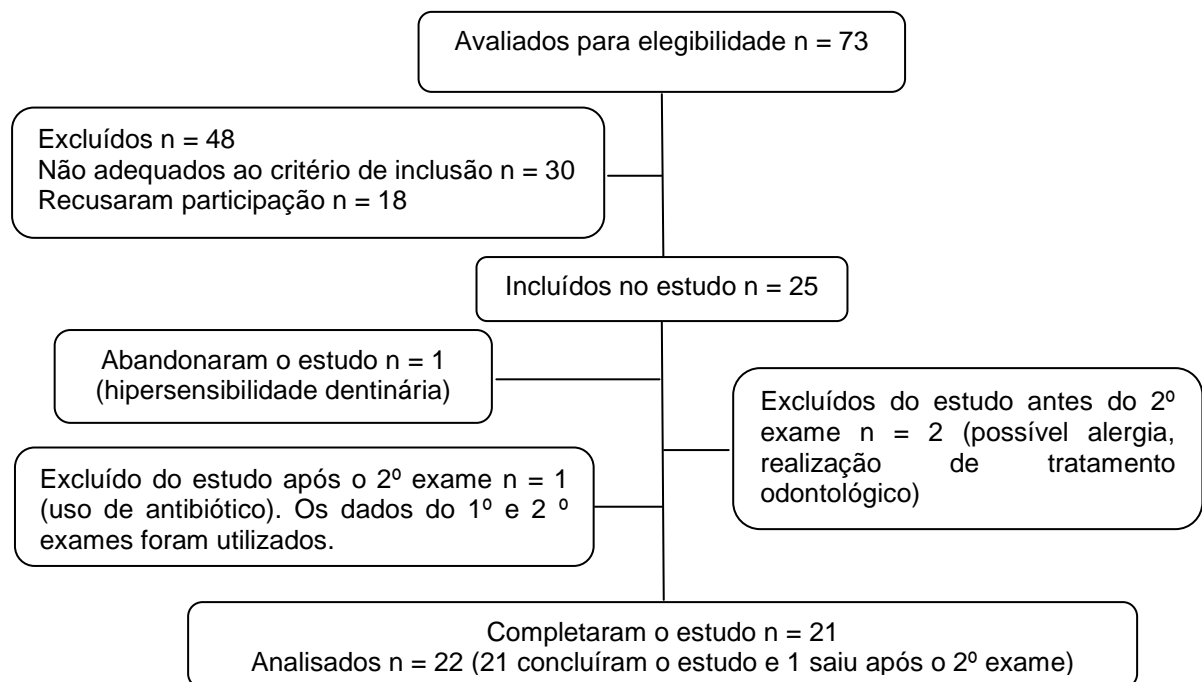 Avaliados para elegibilidade n = 73
Excluídos n = 48
Não adequados ao critério de inclusão n = 30
Recusaram participação n = 18
Incluídos no estudo n = 25
Abandonaram o estudo n = 1
(hipersensibilidade dentinária)
Excluídos do estudo antes do 2º
exame n = 2 (possível alergia,
realização de tratamento
odontológico)
Excluído do estudo após o 2º exame n = 1
(uso de antibiótico). Os dados do 1º e 2 º
exames foram utilizados.
Completaram o estudo n = 21
Analisados n = 22 (21 concluíram o estudo e 1 saiu após o 2º exame)